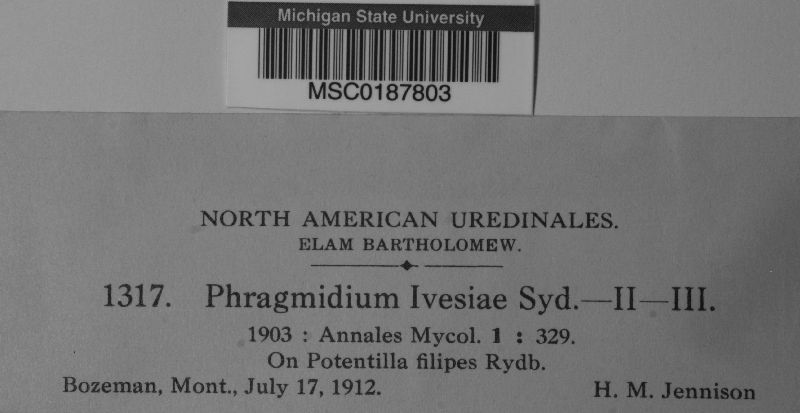 Michigan State University
MSC0187803
NORTH AMERICAN UREDINALES.
ELAM BARTHOLOMEW.
1317. Phragmidium Ivesiae Syd.—II—III.
1903 : Annales Mycol. 1 : 329.
On Potentilla filipes Rydb.
Bozeman, Mont., July 17, 1912. H. M. Jennison